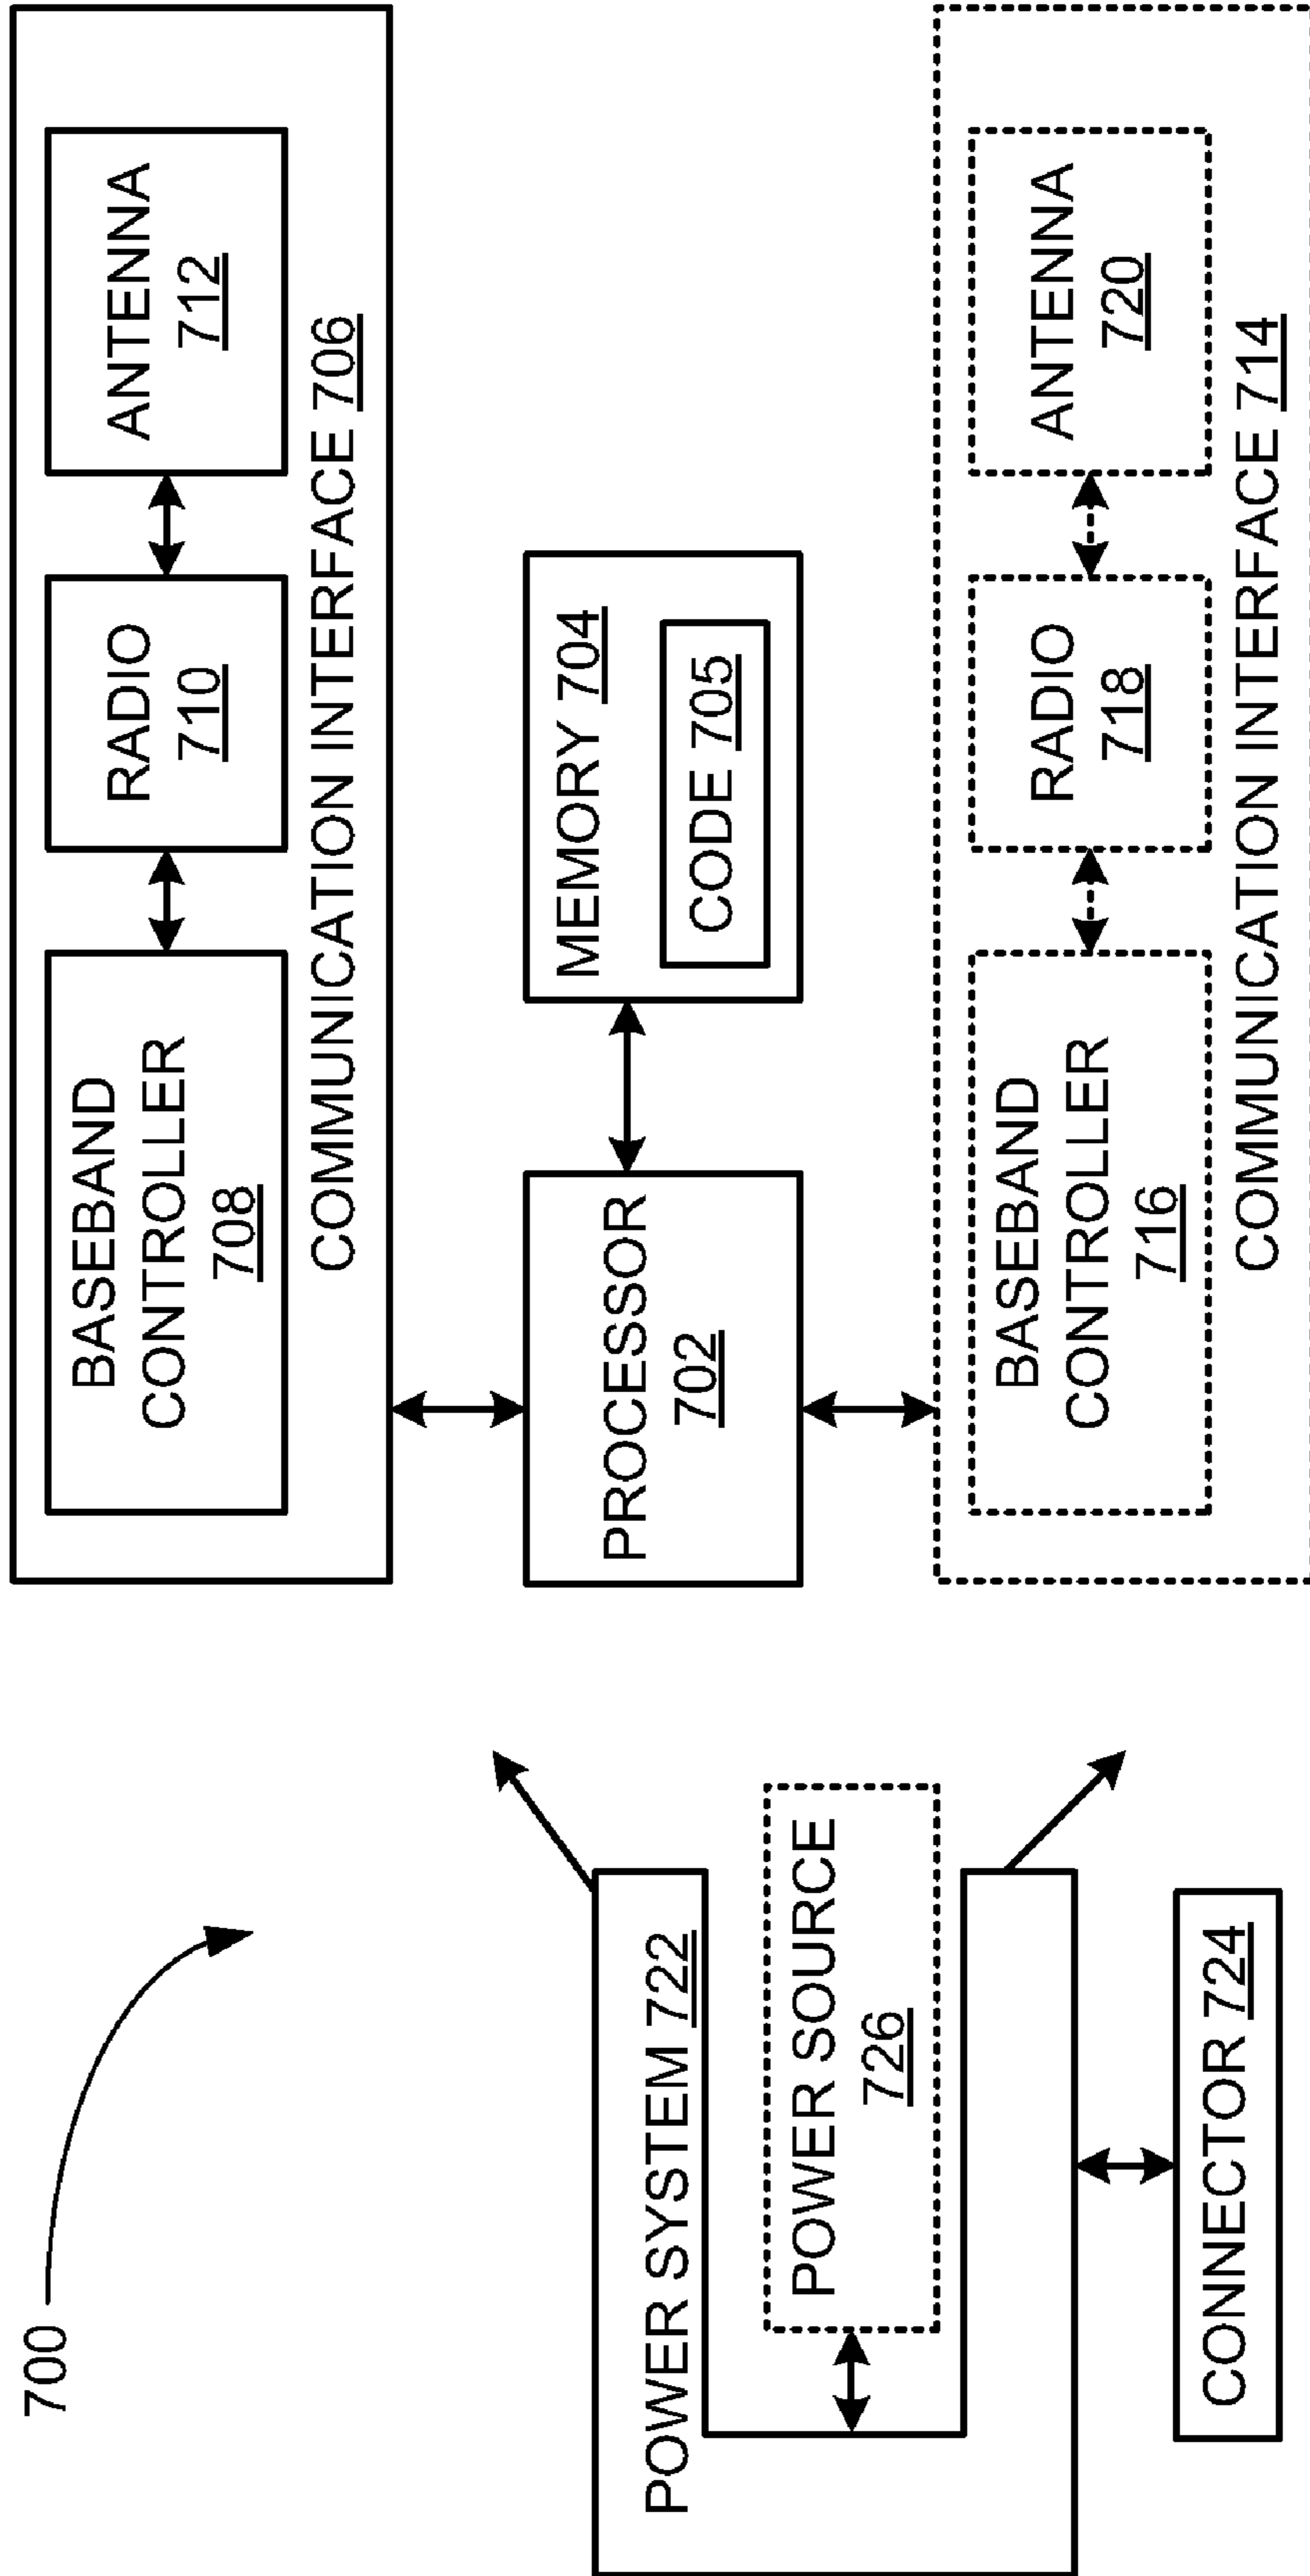 700
BASEBAND
CONTROLLER
708
RADIO
710
ANTENNA
712
COMMUNICATION INTERFACE 706
POWER SYSTEM 722
POWER SOURCE
726
CONNECTOR 724
PROCESSOR
702
MEMORY 704
CODE 705
BASEBAND
CONTROLLER
716
RADIO
718
ANTENNA
720
COMMUNICATION INTERFACE 714